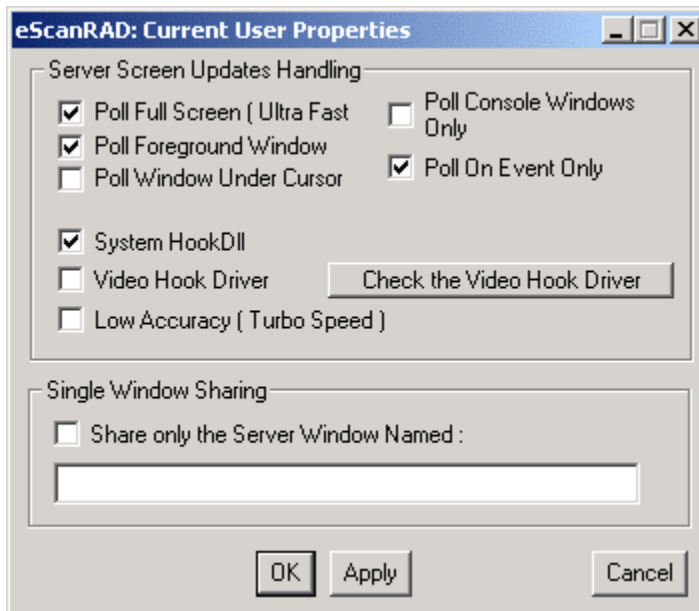 eScanRAD: Current User Properties
Server Screen Updates Handling
Poll Full Screen ( Ultra Fast
Poll Foreground Window
Poll Window Under Cursor
Poll Console Windows
Only
Poll On Event Only
System HookDll
Video Hook Driver
Check the Video Hook Driver
Low Accuracy ( Turbo Speed )
Single Window Sharing
Share only the Server Window Named :
OK
Apply
Cancel